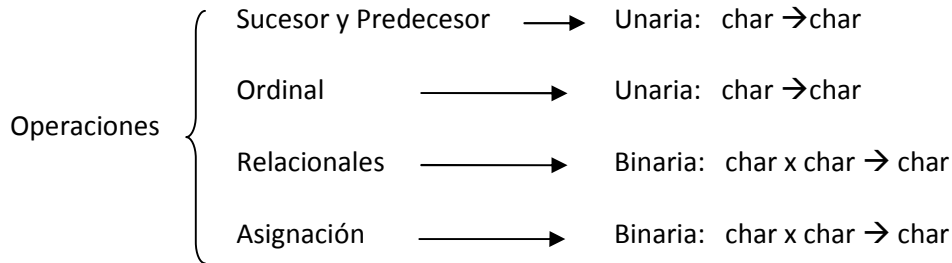 Sucesor y Predecesor → Unaria: char → char
Ordinal → Unaria: char → char
Operaciones
Relacionales → Binaria: char x char → char
Asignación → Binaria: char x char → char